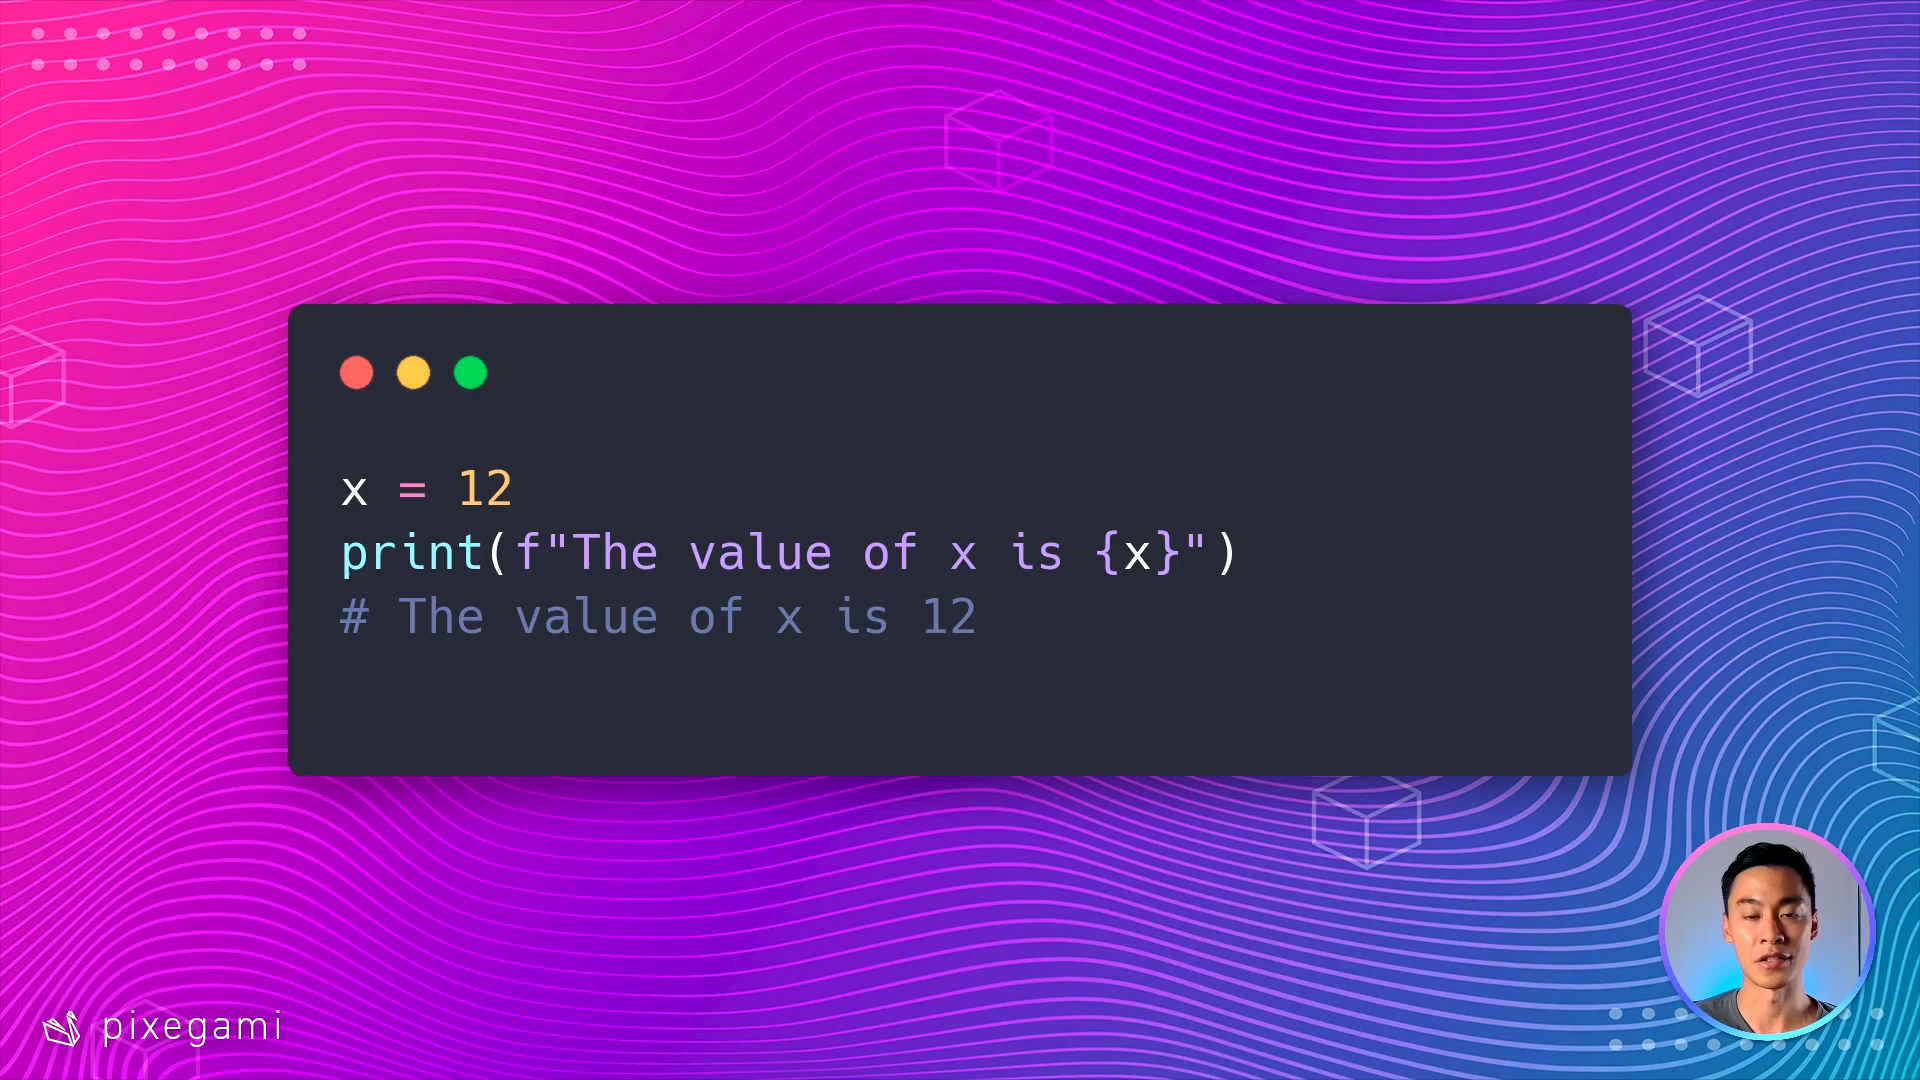 x = 12
print(f"The value of x is {x}")
# The value of x is 12
pixegami